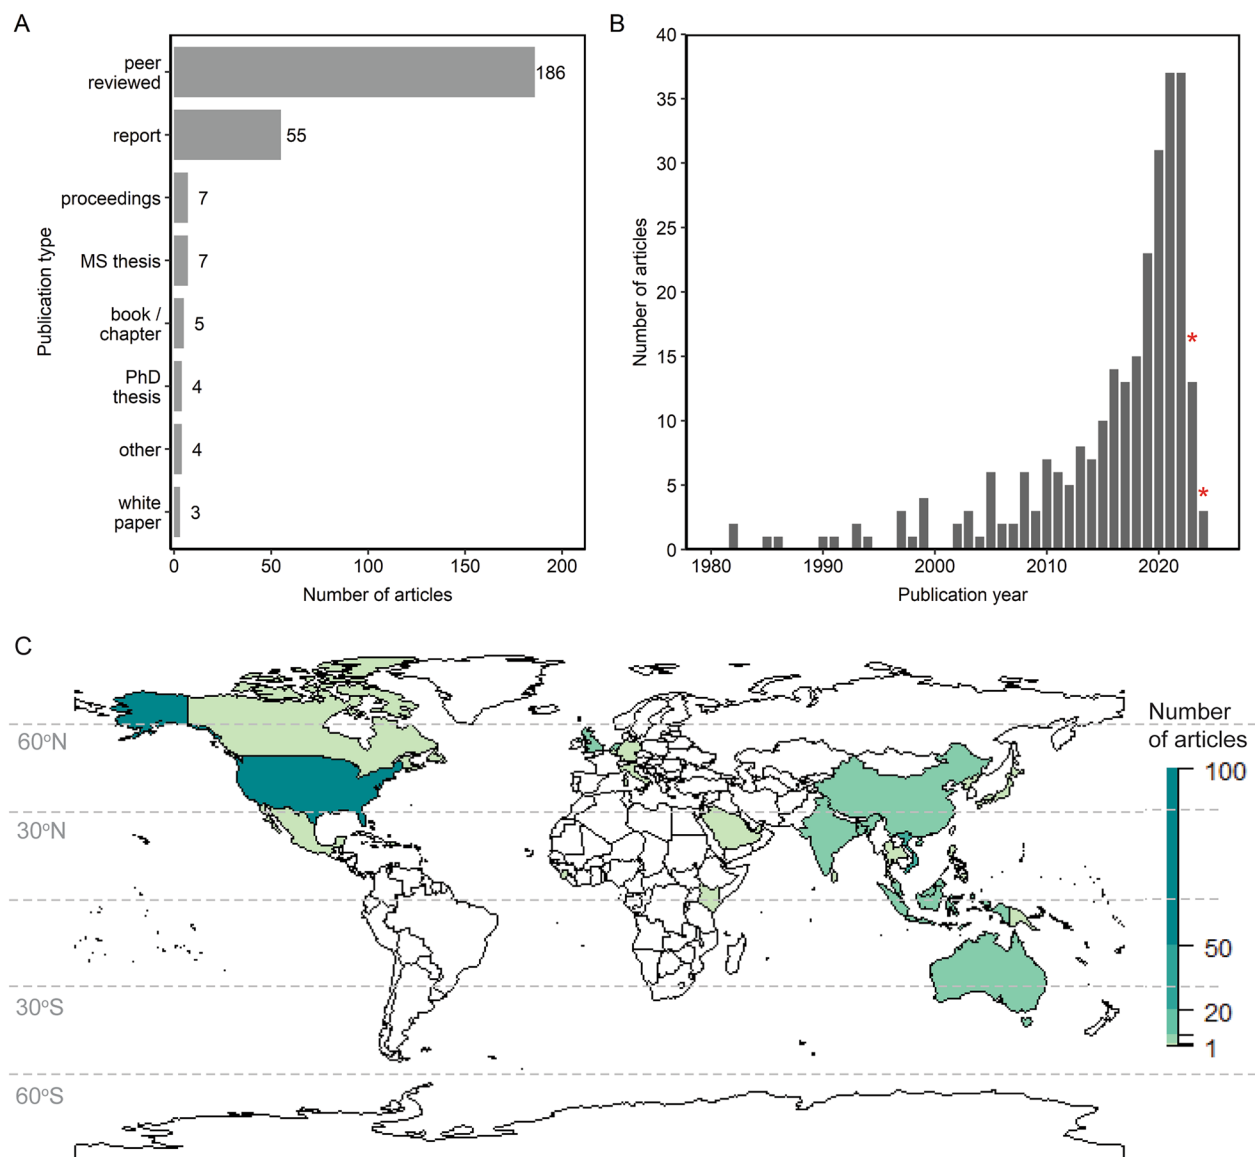 A
peer
reviewed
186
report
55
proceedings
7
MS thesis
7
book /
chapter
5
PhD
thesis
4
other
4
white
paper
3
Publication type
0
50
100
150
200
Number of articles
B
40
35
30
25
20
15
10
5
0
Number of articles
*
*
1980
1990
2000
2010
2020
Publication year
C
60°N
30°N
30°S
60°S
Number
of articles
100
50
20
1